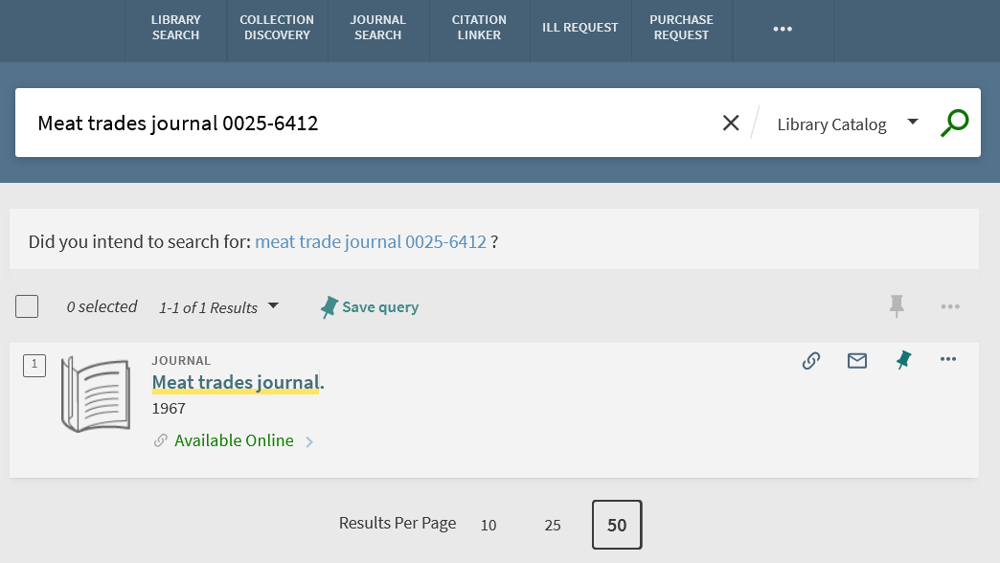 LIBRARY SEARCH
COLLECTION DISCOVERY
JOURNAL SEARCH
CITATION LINKER
ILL REQUEST
PURCHASE REQUEST
Meat trades journal 0025-6412
Library Catalog
Did you intend to search for: meat trade journal 0025-6412 ?
0 selected
1-1 of 1 Results
Save query
1
JOURNAL
Meat trades journal.
1967
Available Online
Results Per Page 10 25 50